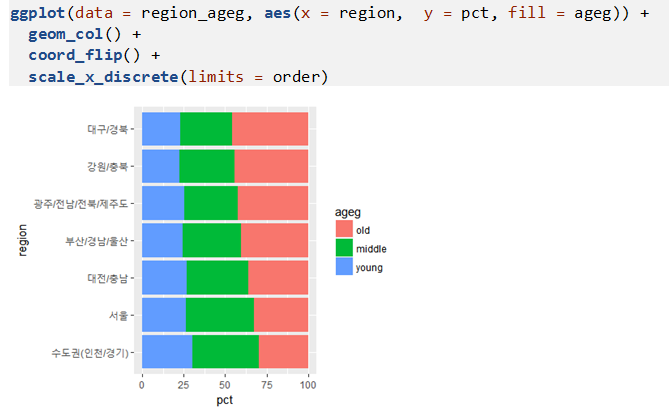 ggplot(data = region_ageg, aes(x = region,  y = pct, fill = ageg)) +
  geom_col() +
  coord_flip() +
  scale_x_discrete(limits = order)
대구/경북
강원/충북
광주/전남/전북/제주도
부산/경남/울산
대전/충남
서울
수도권(인천/경기)
region
0 25 50 75 100
pct
ageg
old
middle
young